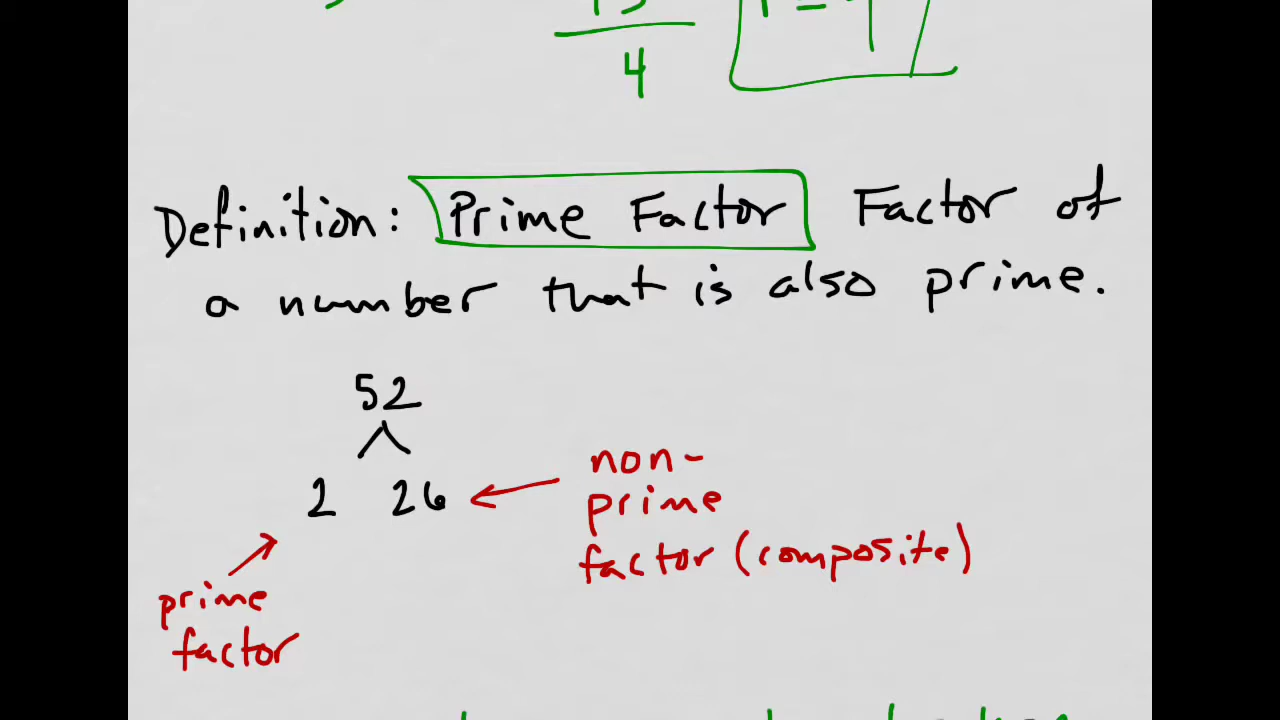 4
Definition: Prime Factor Factor of
a number that is also prime.
52
2 26
non-
prime
factor (composite)
prime
factor